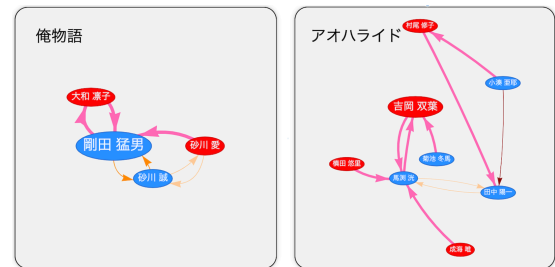 俺物語
大和 凛子
剛田 猛男
砂川 愛
砂川 誠
アオハライド
村尾 修子
小湊 亜耶
吉岡 双葉
菊池 冬馬
槙田 悠里
馬渕 洸
田中 陽一
成海 唯